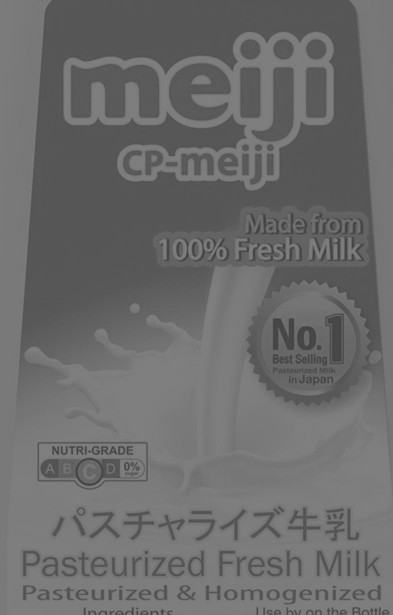 meiji
CP-meiji
Made from
100% Fresh Milk
No.1
Best Selling
Pasteurized Milk
in Japan
NUTRI-GRADE
A B C D 0%
sugar
パスチャライズ牛乳
Pasteurized Fresh Milk
Pasteurized & Homogenized
Ingredients
Use by on the Bottle